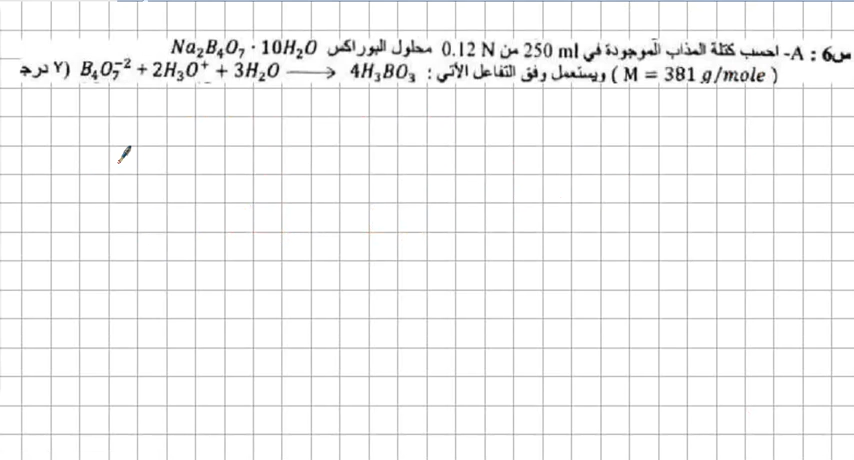 س6 : A- احسب كتلة المذاب الموجودة في 250 ml من 0.12 N محلول البوراكس Na₂B₄O₇ · 10H₂O
( M = 381 g/mole ) ويستعمل وفق التفاعل الآتي : B₄O₇⁻² + 2H₃O⁺ + 3H₂O ⟶ 4H₃BO₃ (٧ درج